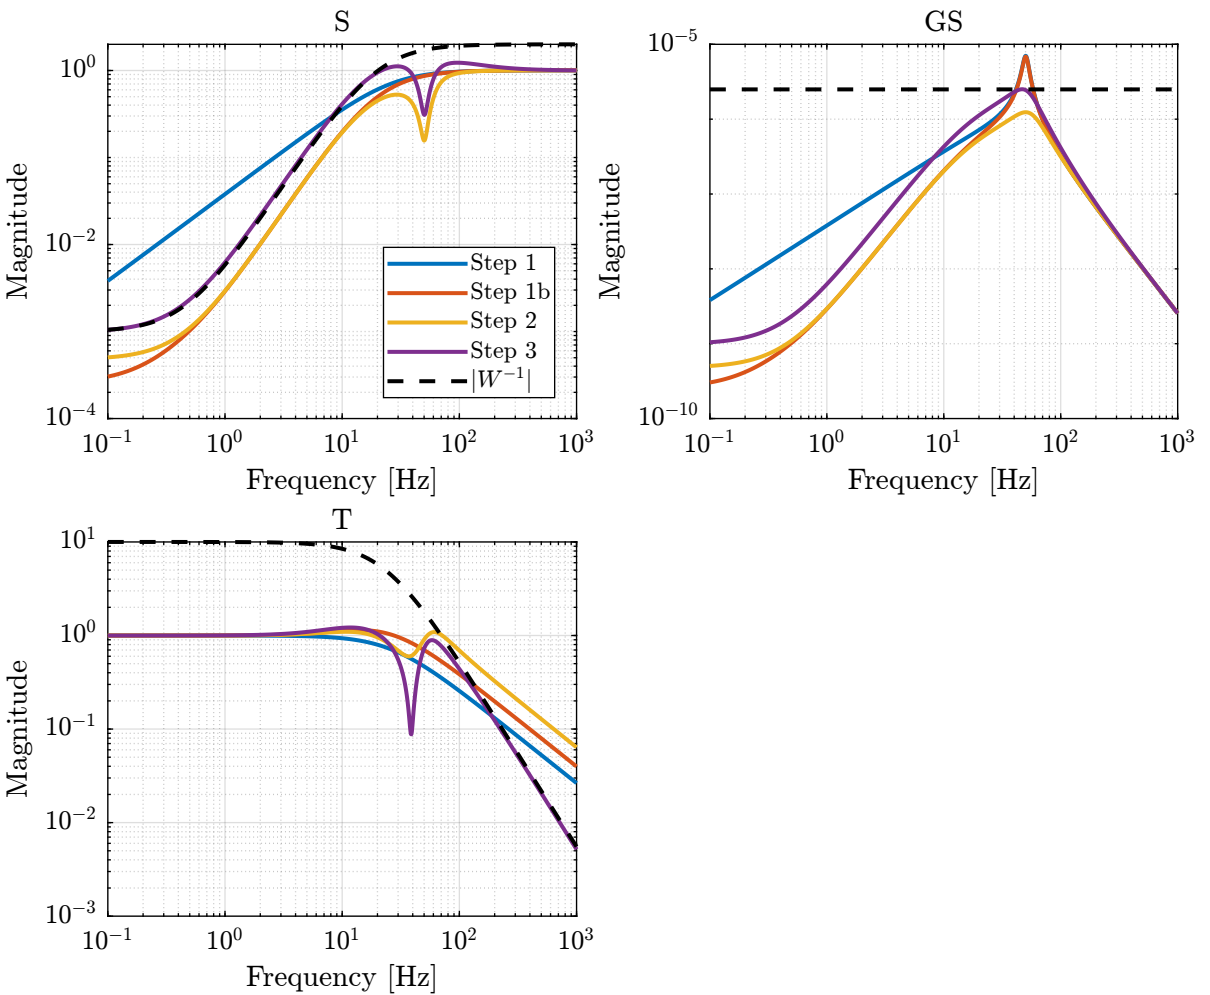 S
10^0
10^{-2}
10^{-4}
Magnitude
10^{-1}
10^0
10^1
10^2
10^3
Frequency [Hz]
Step 1
Step 1b
Step 2
Step 3
|W^{-1}|
GS
10^{-5}
10^{-10}
Magnitude
10^{-1}
10^0
10^1
10^2
10^3
Frequency [Hz]
T
10^1
10^0
10^{-1}
10^{-2}
10^{-3}
Magnitude
10^{-1}
10^0
10^1
10^2
10^3
Frequency [Hz]